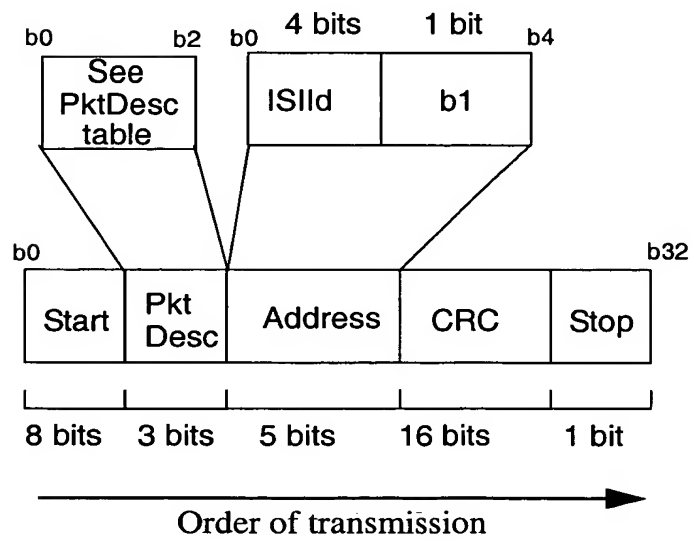 b0 b2 b0 4 bits 1 bit b4
See
PktDesc
table
ISIId b1
b0 b32
Start Pkt
Desc Address CRC Stop
8 bits 3 bits 5 bits 16 bits 1 bit
Order of transmission